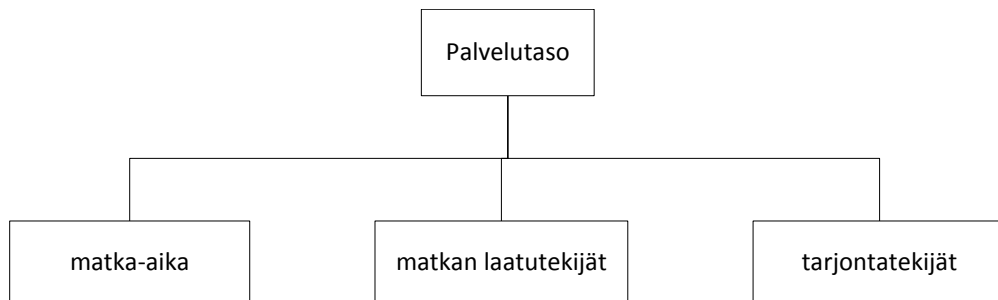 Palvelutaso
matka-aika
matkan laatutekijät
tarjontatekijät